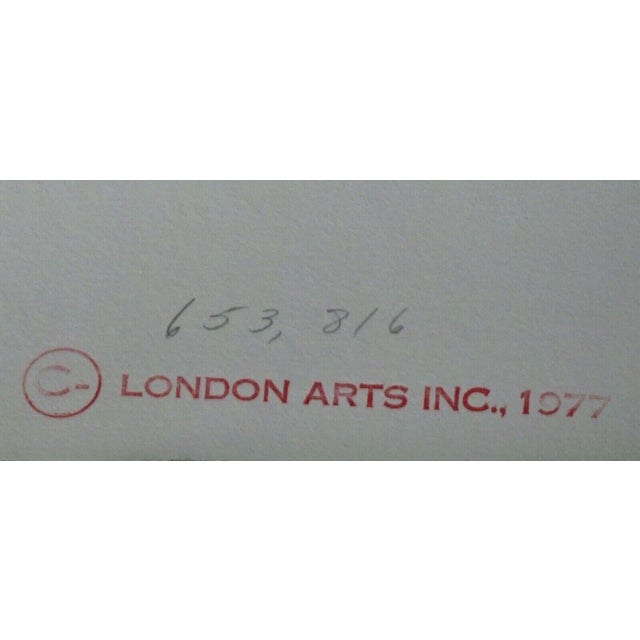 653, 816
C- LONDON ARTS INC., 1977